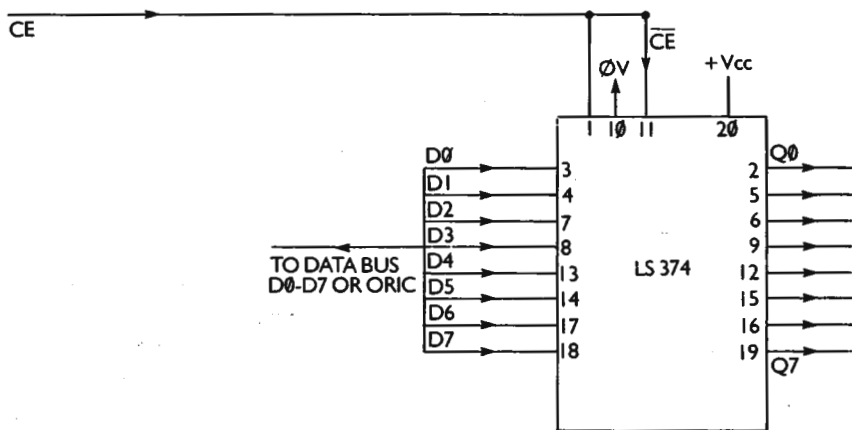 CE
C̅E̅
ØV
+Vcc
1 1Ø 11 2Ø
DØ
QØ
3 2
D1
4 5
D2
7 6
D3
8 9
TO DATA BUS
DØ-D7 OR ORIC
D4
LS 374
13 12
D5
14 15
D6
17 16
D7
18 19
Q7